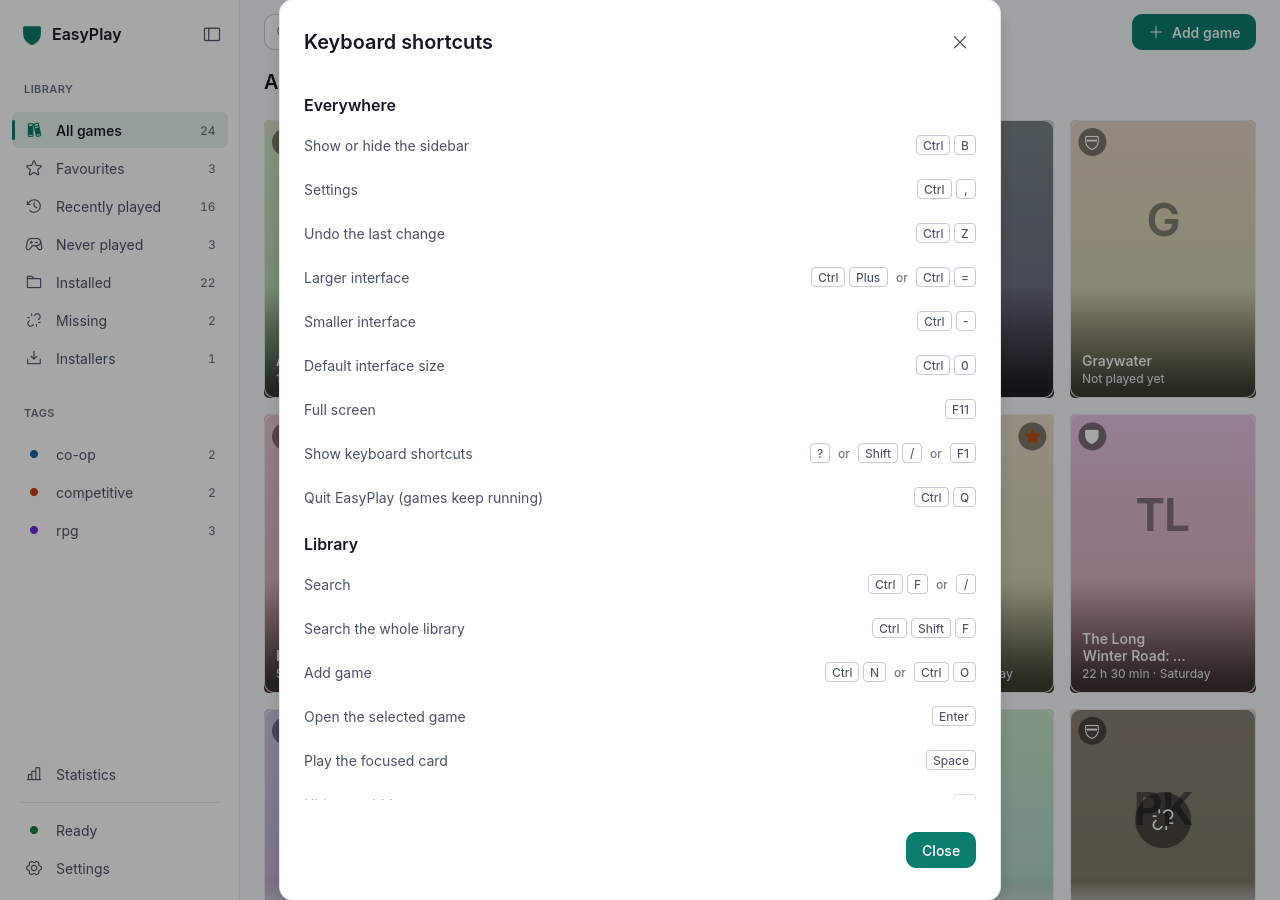 EasyPlay
LIBRARY
All games 24
Favourites 3
Recently played 16
Never played 3
Installed 22
Missing 2
Installers 1
TAGS
co-op 2
competitive 2
rpg 3
Statistics
Ready
Settings
Add game
Keyboard shortcuts
Everywhere
Show or hide the sidebar Ctrl B
Settings Ctrl ,
Undo the last change Ctrl Z
Larger interface Ctrl Plus or Ctrl =
Smaller interface Ctrl -
Default interface size Ctrl 0
Full screen F11
Show keyboard shortcuts ? or Shift / or F1
Quit EasyPlay (games keep running) Ctrl Q
Library
Search Ctrl F or /
Search the whole library Ctrl Shift F
Add game Ctrl N or Ctrl O
Open the selected game Enter
Play the focused card Space
Close
G
Graywater
Not played yet
TL
The Long
Winter Road: ...
22 h 30 min · Saturday
PK